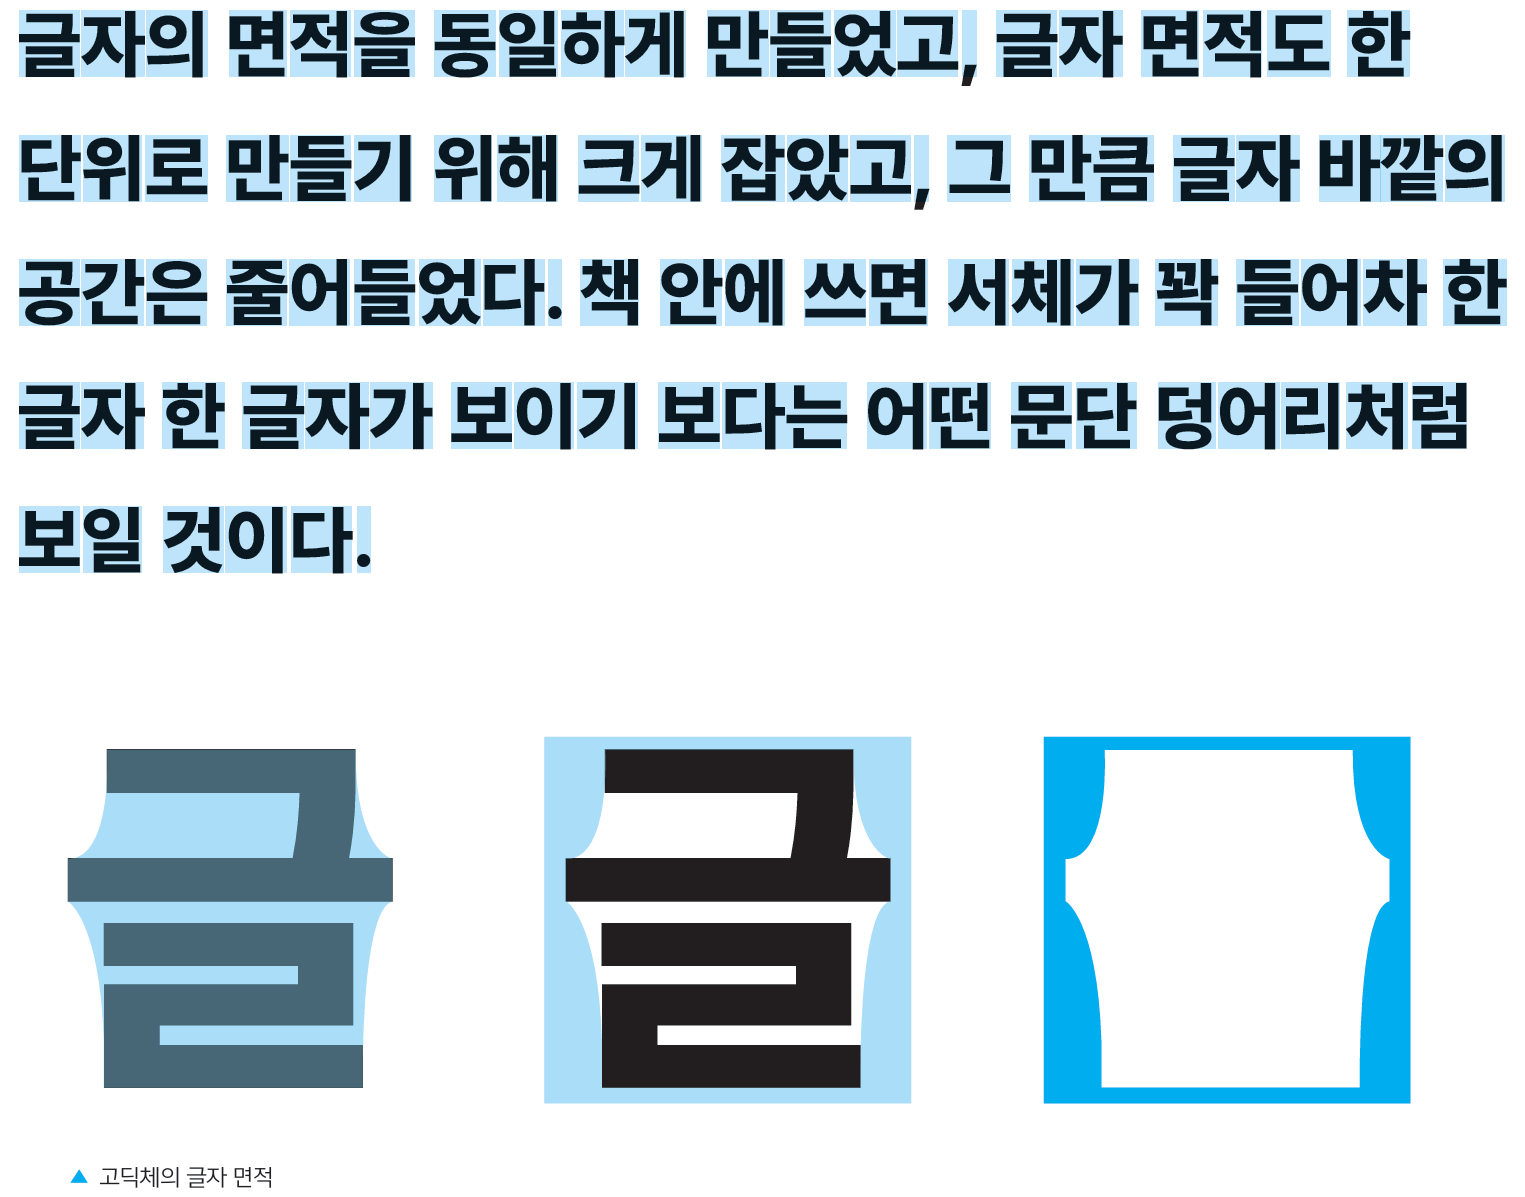 글자의 면적을 동일하게 만들었고, 글자 면적도 한
단위로 만들기 위해 크게 잡았고, 그 만큼 글자 바깥의
공간은 줄어들었다. 책 안에 쓰면 서체가 꽉 들어차 한
글자 한 글자가 보이기 보다는 어떤 문단 덩어리처럼
보일 것이다.
글 글
▲ 고딕체의 글자 면적